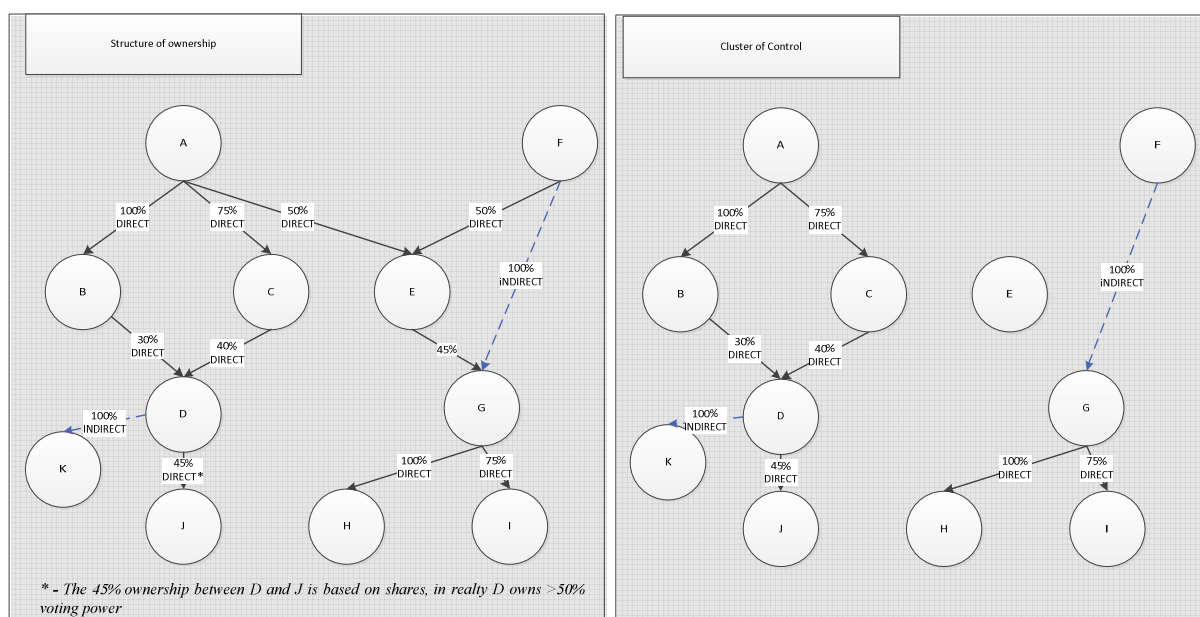 Structure of ownership
A
F
100%
DIRECT
75%
DIRECT
50%
DIRECT
50%
DIRECT
100%
iNDIRECT
B
C
E
30%
DIRECT
40%
DIRECT
45%
D
G
100%
INDIRECT
K
45%
DIRECT*
100%
DIRECT
75%
DIRECT
J
H
I
* - The 45% ownership between D and J is based on shares, in realty D owns >50%
voting power
Cluster of Control
A
F
100%
DIRECT
75%
DIRECT
100%
iNDIRECT
B
C
E
30%
DIRECT
40%
DIRECT
D
G
100%
INDIRECT
K
45%
DIRECT
100%
DIRECT
75%
DIRECT
J
H
I